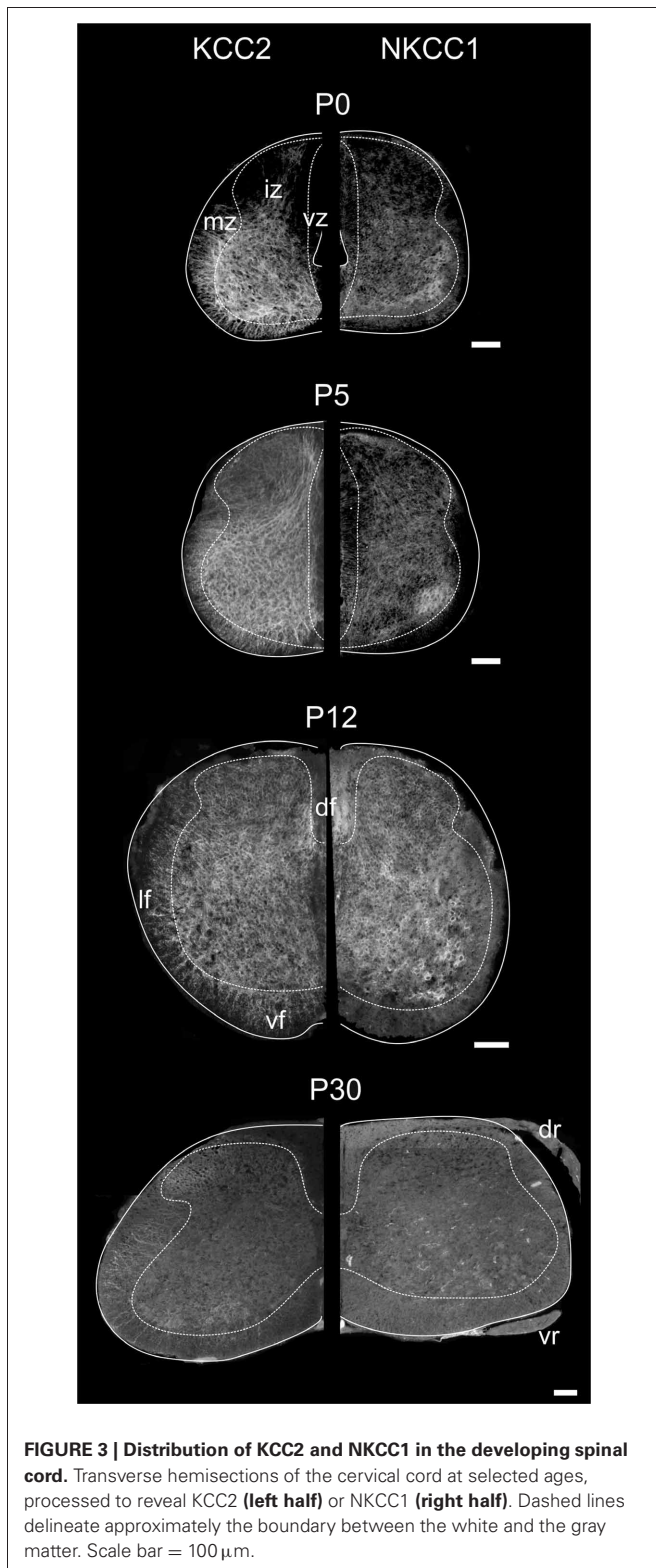 KCC2 NKCC1
P0
iz
mz vz
P5
P12
df
lf
vf
P30
dr
vr
FIGURE 3 | Distribution of KCC2 and NKCC1 in the developing spinal
cord. Transverse hemisections of the cervical cord at selected ages,
processed to reveal KCC2 (left half) or NKCC1 (right half). Dashed lines
delineate approximately the boundary between the white and the gray
matter. Scale bar = 100 μm.